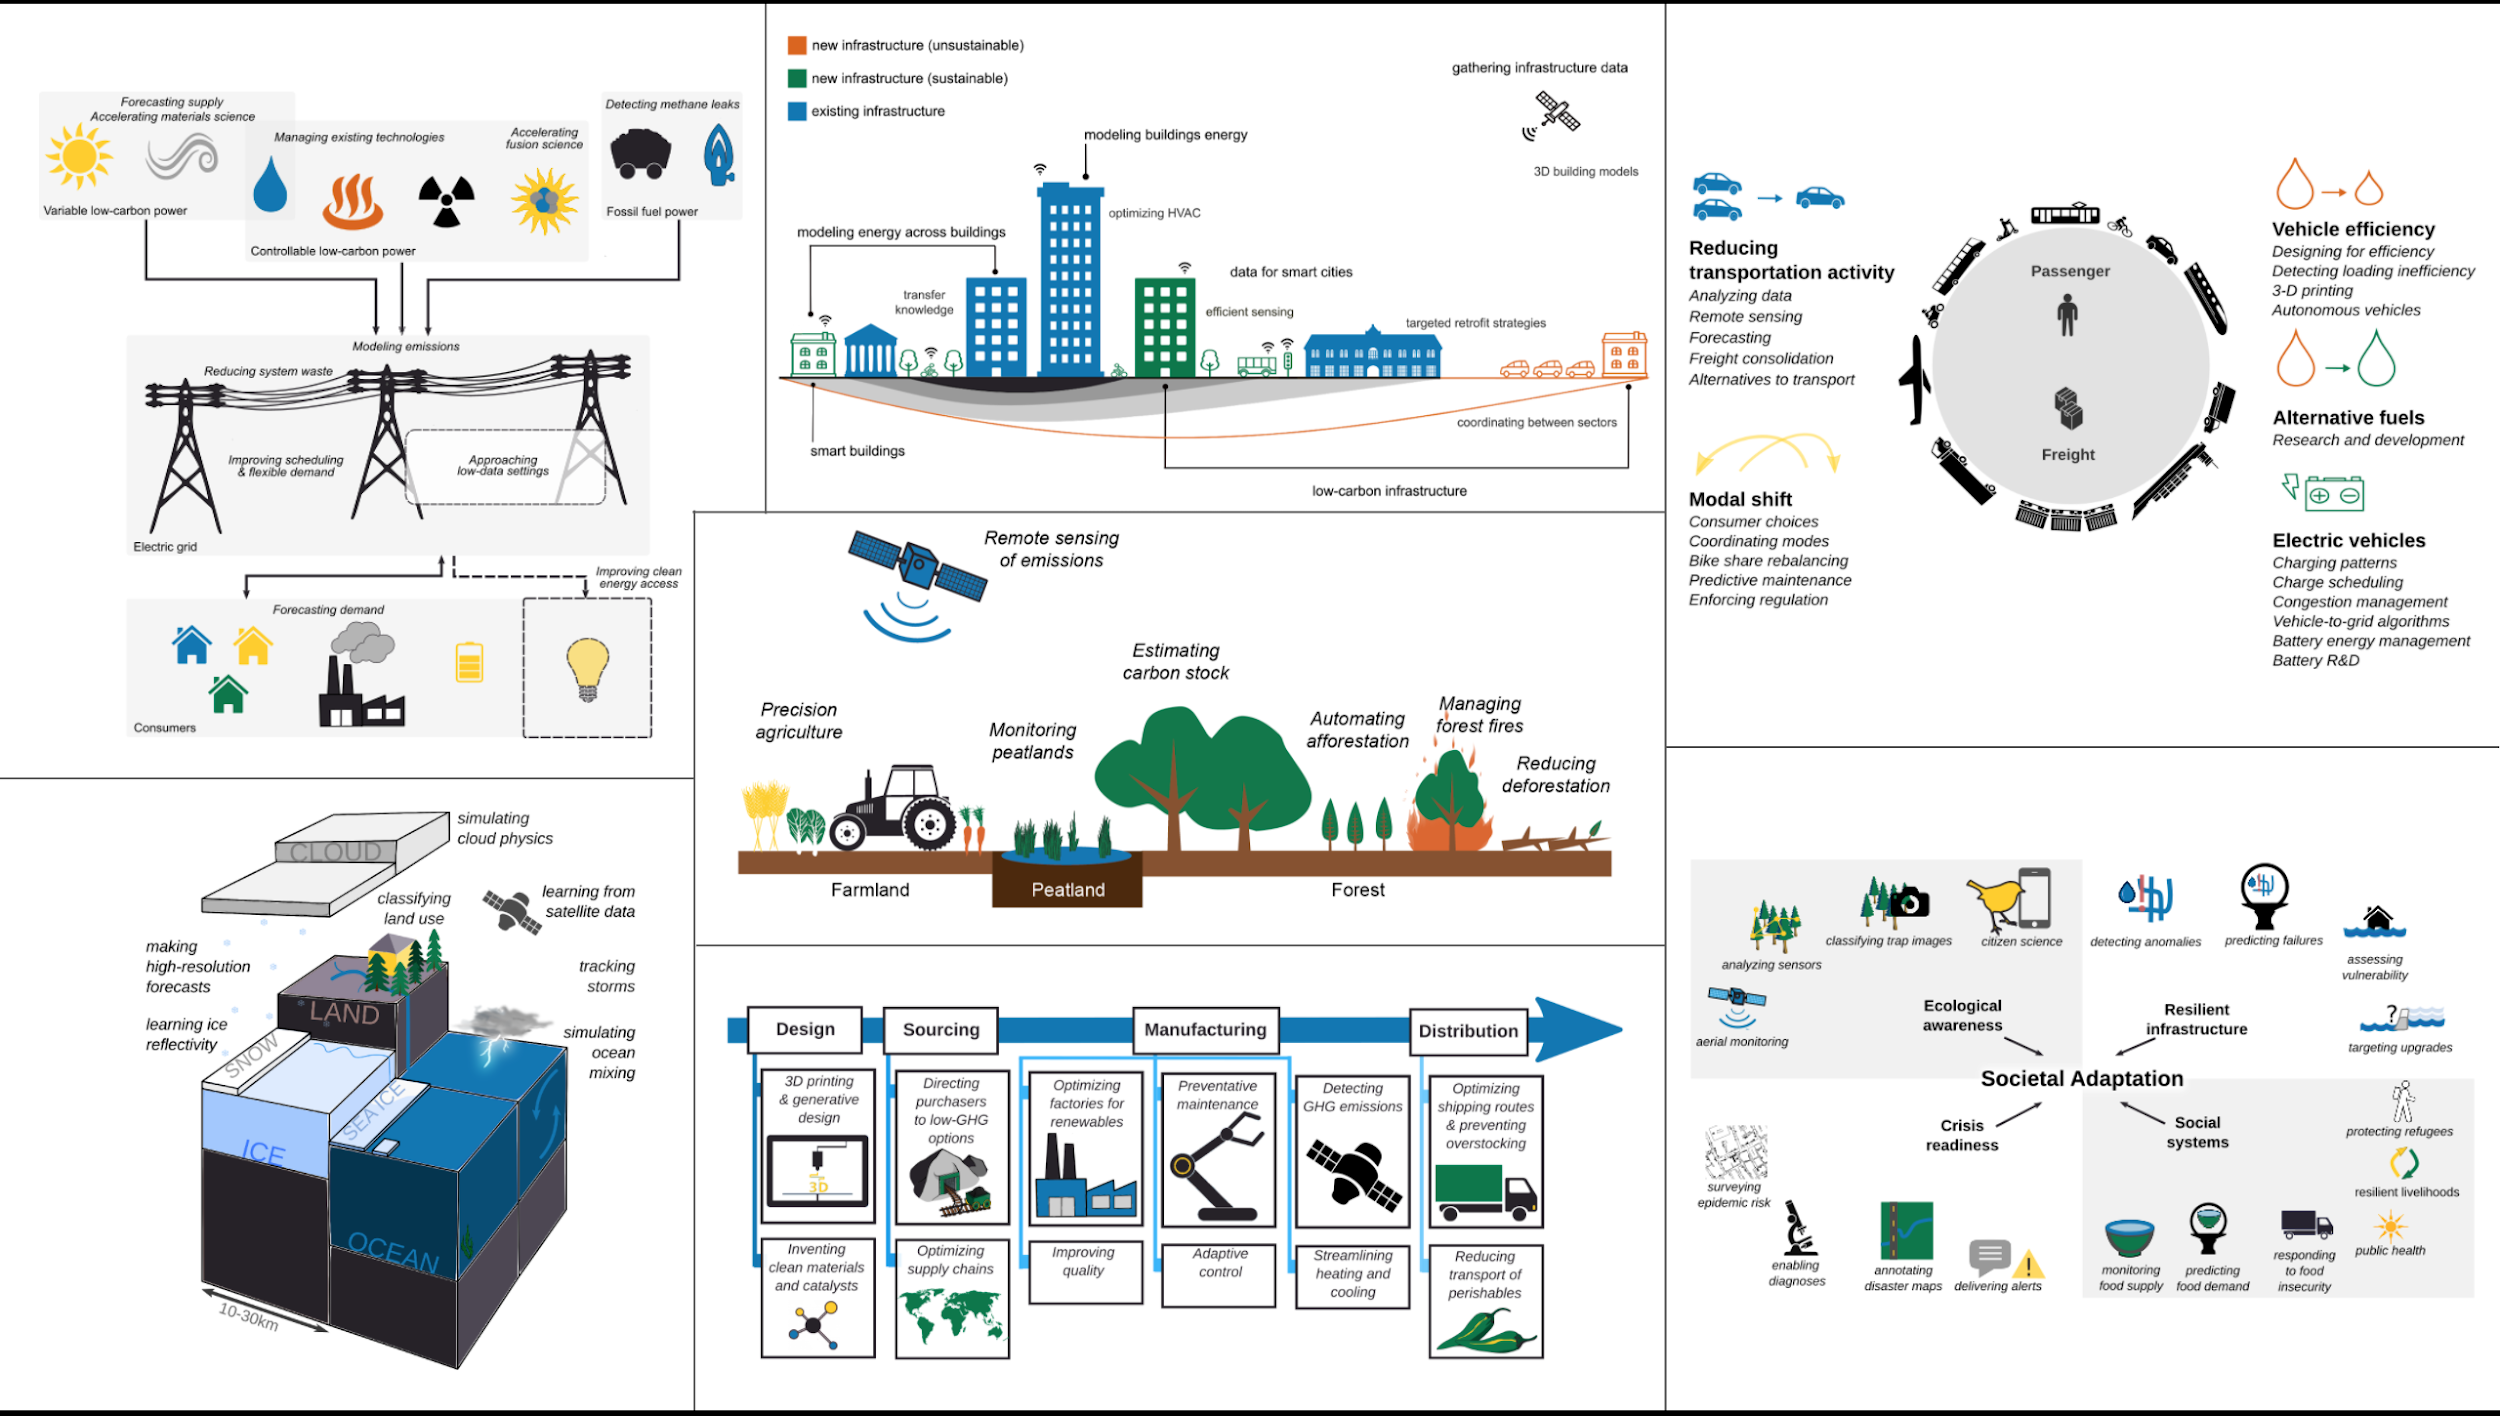 Forecasting supply
Accelerating materials science
Variable low-carbon power
Managing existing technologies
Accelerating
fusion science
Controllable low-carbon power
Detecting methane leaks
Fossil fuel power
Modeling emissions
Reducing system waste
Improving scheduling
& flexible demand
Approaching
low-data settings
Electric grid
Improving clean
energy access
Forecasting demand
Consumers
new infrastructure (unsustainable)
new infrastructure (sustainable)
existing infrastructure
gathering infrastructure data
modeling buildings energy
3D building models
optimizing HVAC
modeling energy across buildings
data for smart cities
transfer
knowledge
efficient sensing
targeted retrofit strategies
coordinating between sectors
smart buildings
low-carbon infrastructure
Reducing
transportation activity
Analyzing data
Remote sensing
Forecasting
Freight consolidation
Alternatives to transport
Modal shift
Consumer choices
Coordinating modes
Bike share rebalancing
Predictive maintenance
Enforcing regulation
Passenger
Freight
Vehicle efficiency
Designing for efficiency
Detecting loading inefficiency
3-D printing
Autonomous vehicles
Alternative fuels
Research and development
Electric vehicles
Charging patterns
Charge scheduling
Congestion management
Vehicle-to-grid algorithms
Battery energy management
Battery R&D
Remote sensing
of emissions
Estimating
carbon stock
Precision
agriculture
Monitoring
peatlands
Automating
afforestation
Managing
forest fires
Reducing
deforestation
Farmland
Peatland
Forest
simulating
cloud physics
CLOUD
classifying
land use
learning from
satellite data
making
high-resolution
forecasts
tracking
storms
learning ice
reflectivity
simulating
ocean
mixing
LAND
SNOW
SEA ICE
ICE
OCEAN
10-30km
Design
Sourcing
Manufacturing
Distribution
3D printing
& generative
design
3D
Directing
purchasers
to low-GHG
options
Optimizing
factories for
renewables
Preventative
maintenance
Detecting
GHG emissions
Optimizing
shipping routes
& preventing
overstocking
Inventing
clean materials
and catalysts
Optimizing
supply chains
Improving
quality
Adaptive
control
Streamlining
heating and
cooling
Reducing
transport of
perishables
analyzing sensors
classifying trap images
citizen science
detecting anomalies
predicting failures
assessing
vulnerability
aerial monitoring
Ecological
awareness
Resilient
infrastructure
?
targeting upgrades
Societal Adaptation
Crisis
readiness
Social
systems
protecting refugees
surveying
epidemic risk
resilient livelihoods
enabling
diagnoses
annotating
disaster maps
!
delivering alerts
monitoring
food supply
predicting
food demand
responding
to food
insecurity
public health